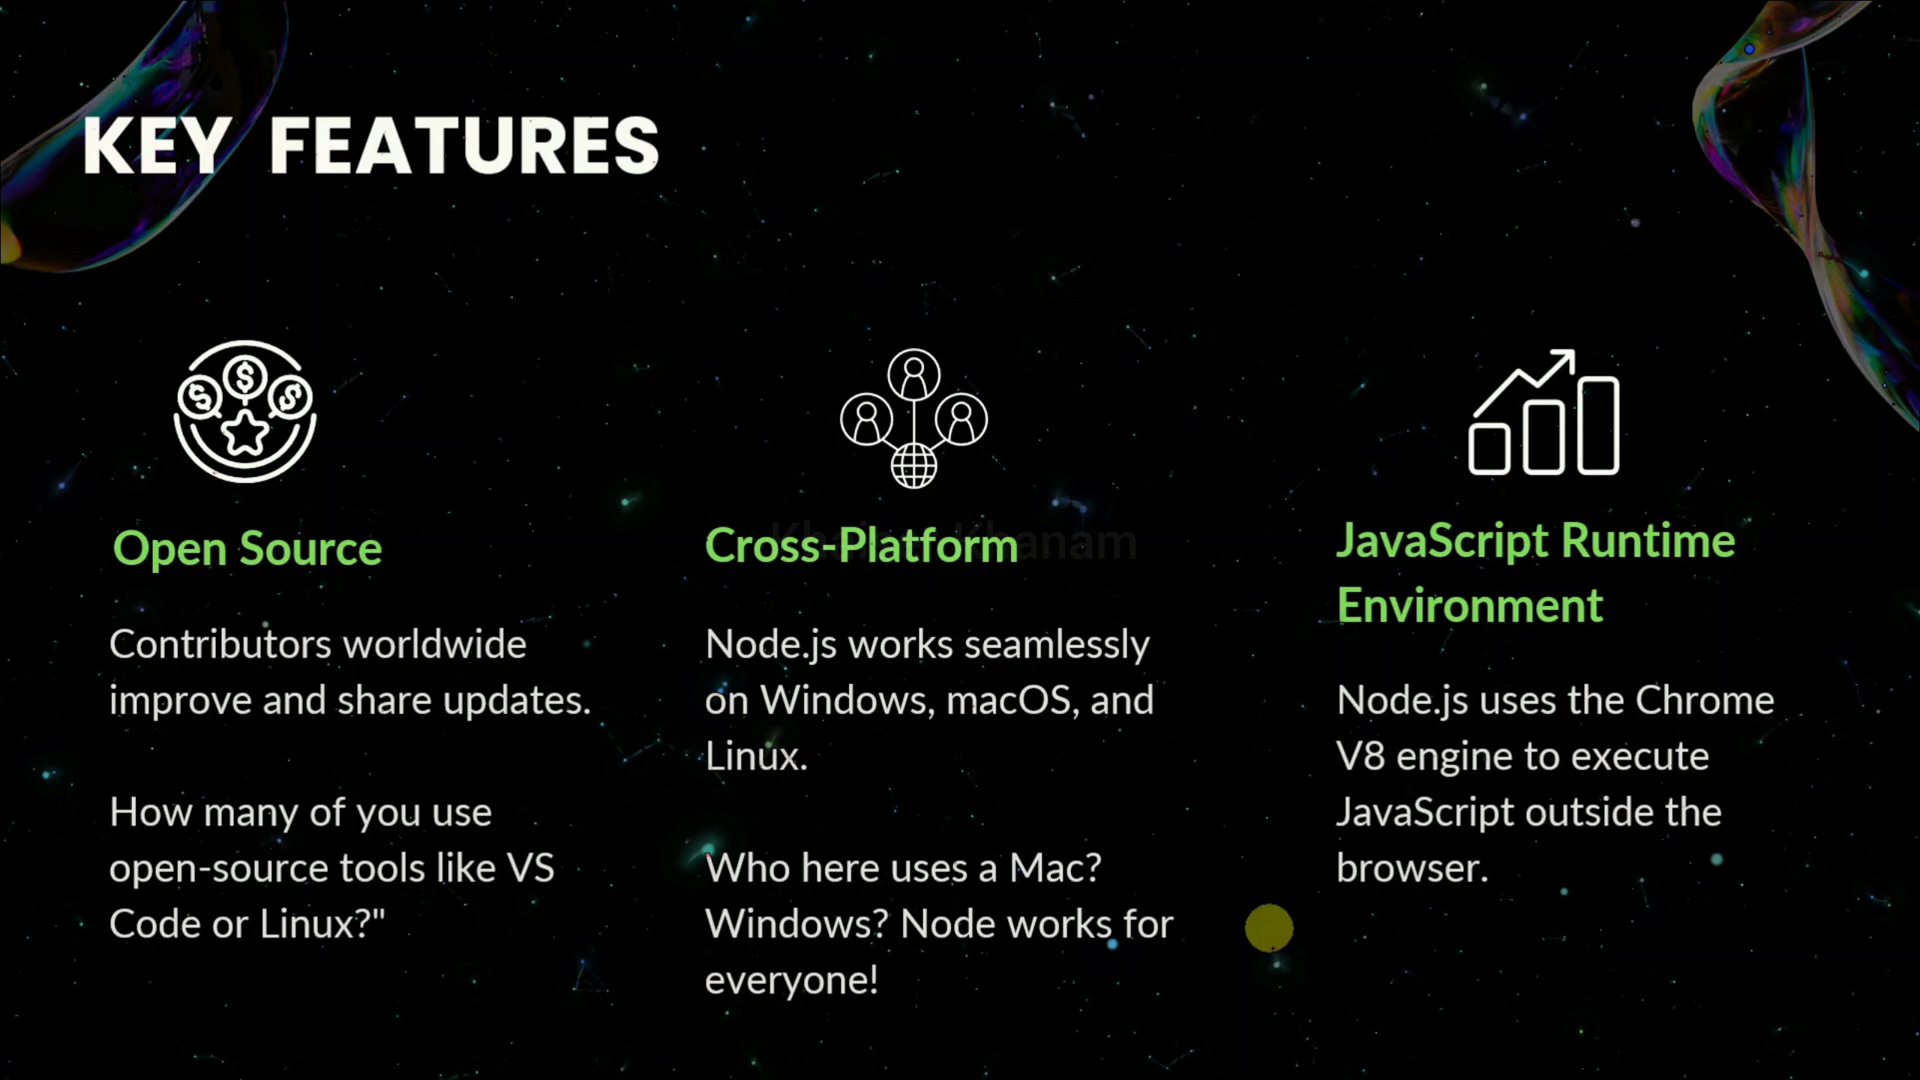 KEY FEATURES
Open Source
Contributors worldwide
improve and share updates.
How many of you use
open-source tools like VS
Code or Linux?"
Cross-Platform
Node.js works seamlessly
on Windows, macOS, and
Linux.
Who here uses a Mac?
Windows? Node works for
everyone!
JavaScript Runtime
Environment
Node.js uses the Chrome
V8 engine to execute
JavaScript outside the
browser.